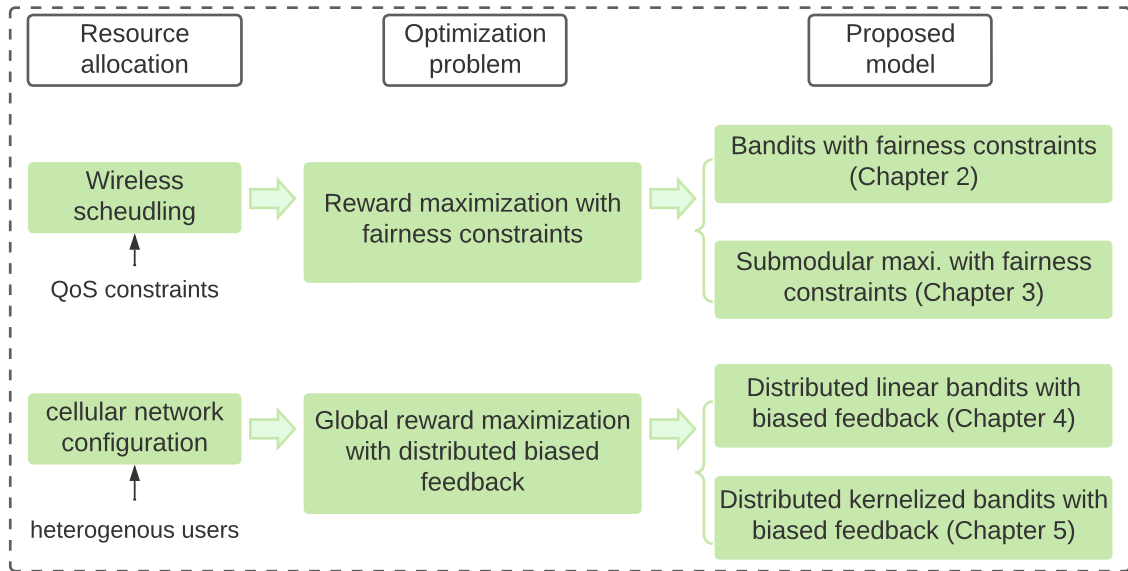 Resource
allocation
Optimization
problem
Proposed
model
Wireless
scheudling
QoS constraints
Reward maximization with
fairness constraints
Bandits with fairness constraints
(Chapter 2)
Submodular maxi. with fairness
constraints (Chapter 3)
cellular network
configuration
heterogenous users
Global reward maximization
with distributed biased
feedback
Distributed linear bandits with
biased feedback (Chapter 4)
Distributed kernelized bandits with
biased feedback (Chapter 5)